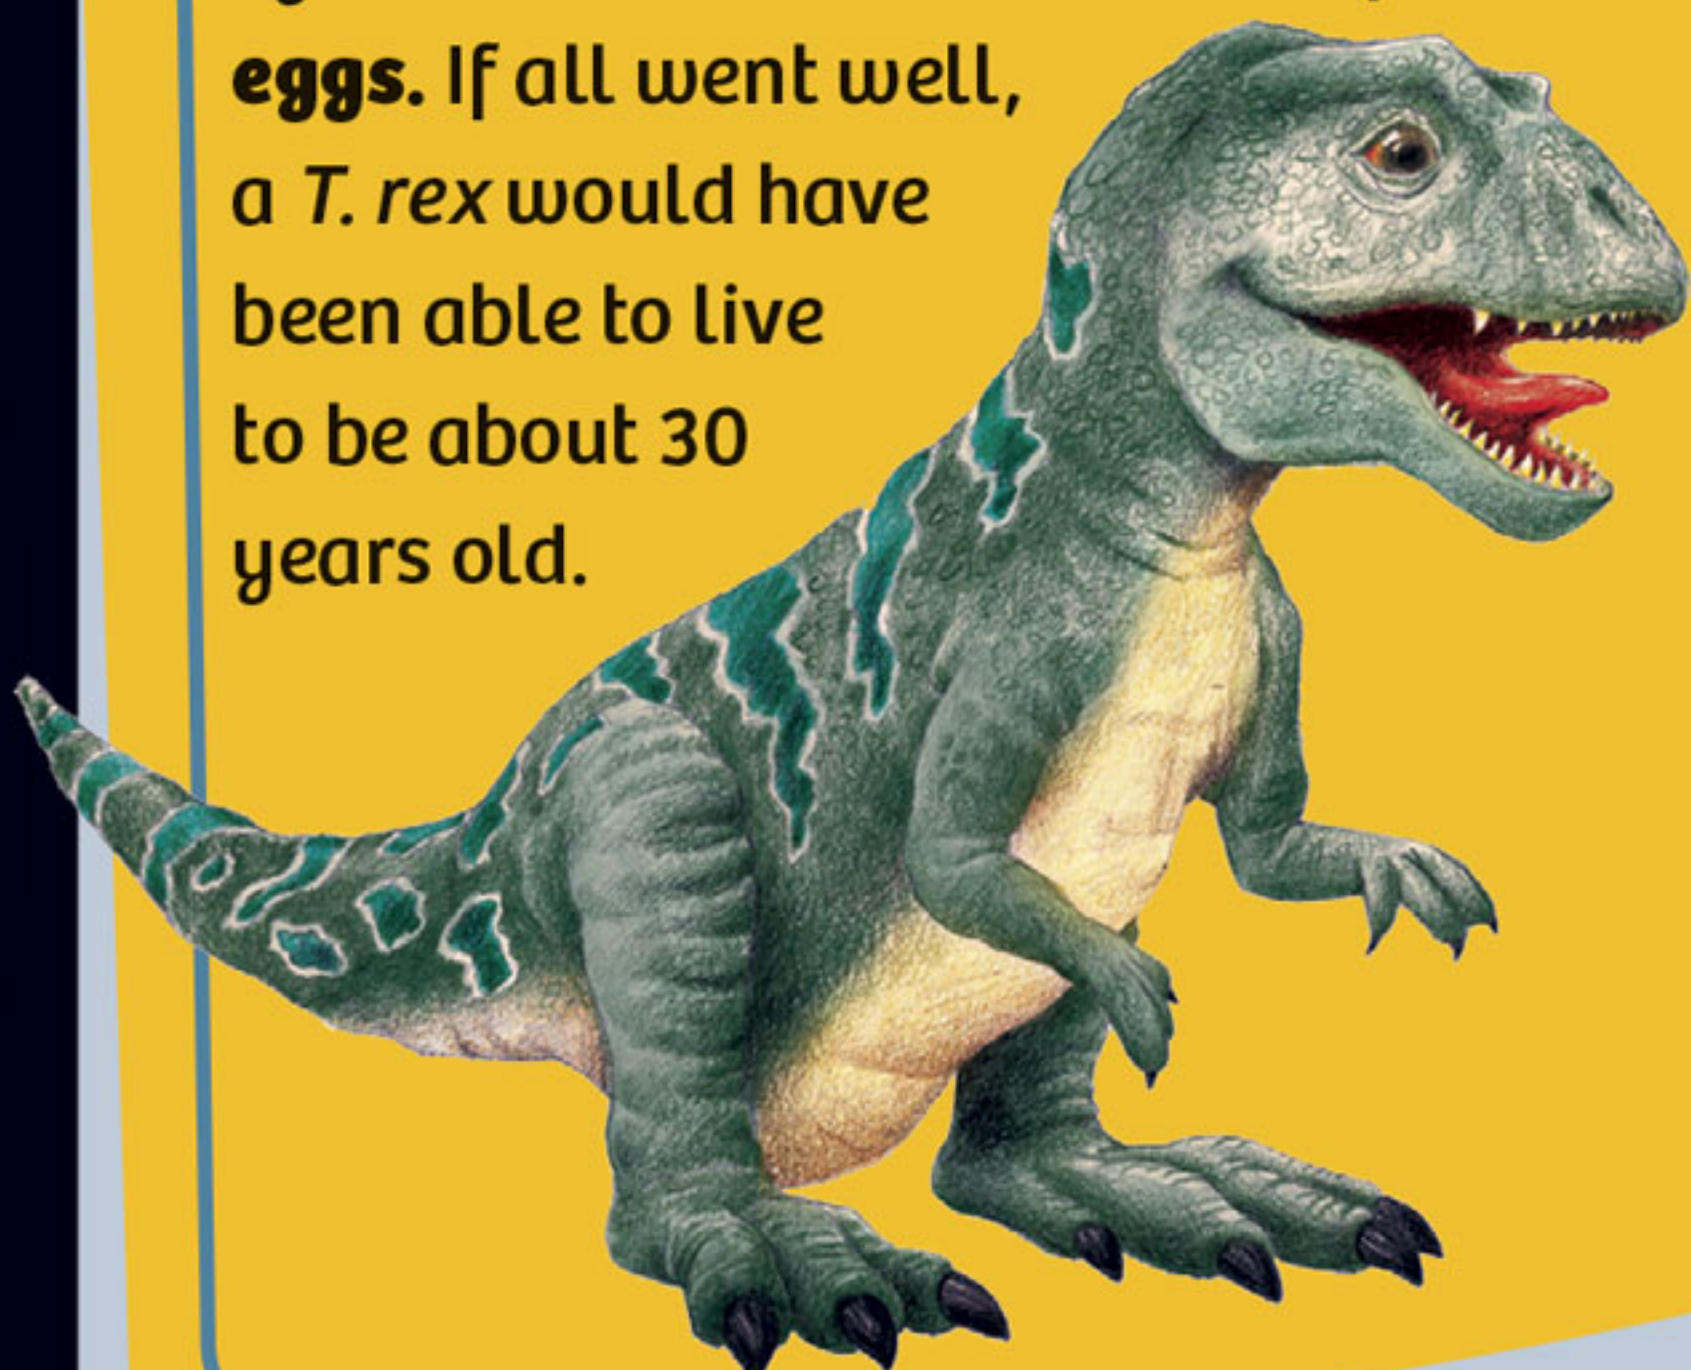 eggs. If all went well,
a T. rex would have
been able to live
to be about 30
years old.